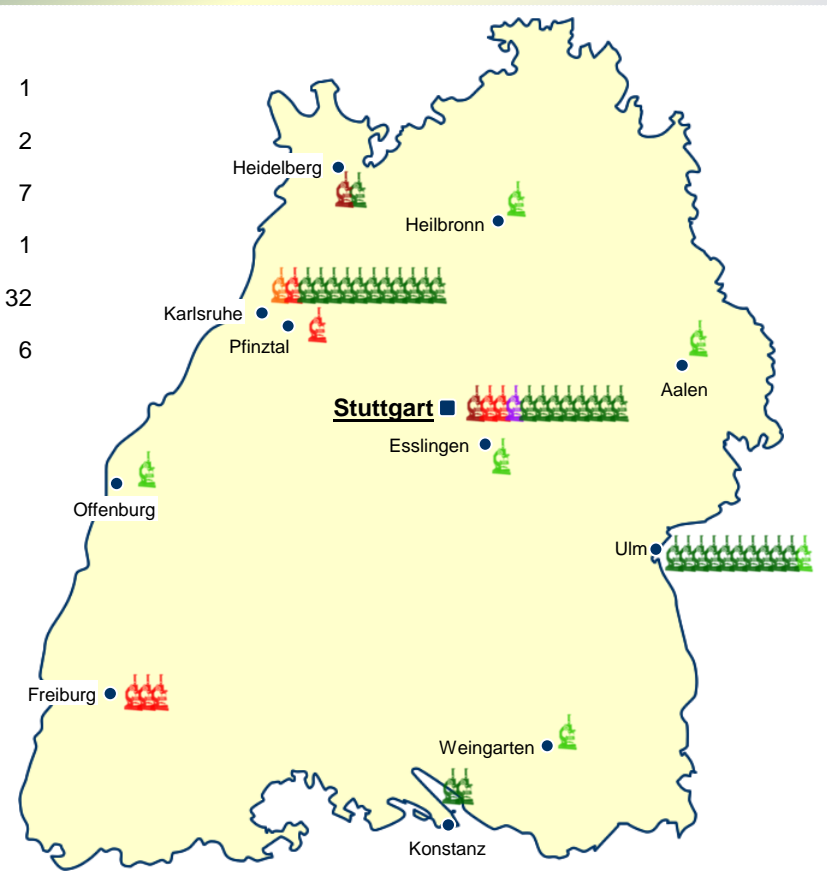 1
2
Heidelberg
7
Heilbronn
1
32
Karlsruhe
Pfinztal
6
Aalen
Stuttgart
Esslingen
Offenburg
Ulm
Freiburg
Weingarten
Konstanz